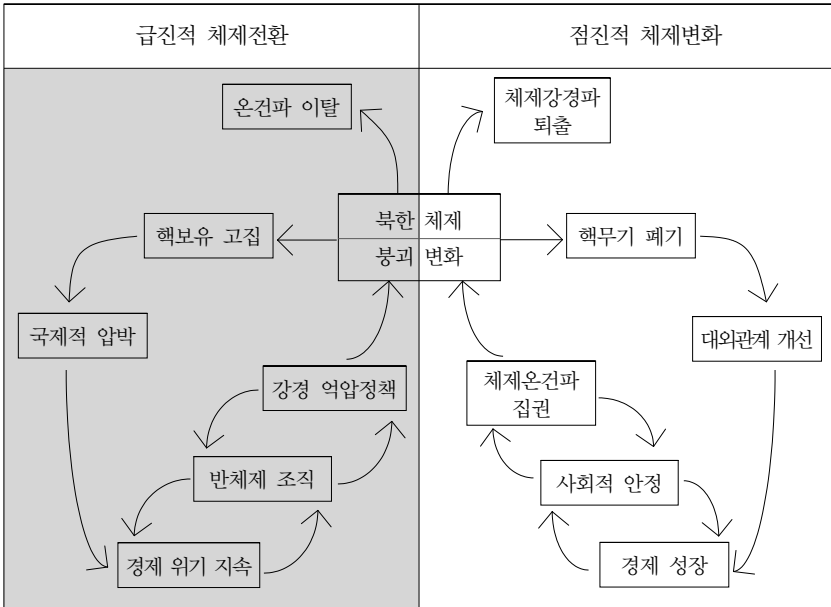 급진적 체제전환
점진적 체제변화
온건파 이탈
체제강경파
퇴출
북한 체제
붕괴 변화
핵보유 고집
핵무기 폐기
국제적 압박
대외관계 개선
강경 억압정책
체제온건파
집권
반체제 조직
사회적 안정
경제 위기 지속
경제 성장